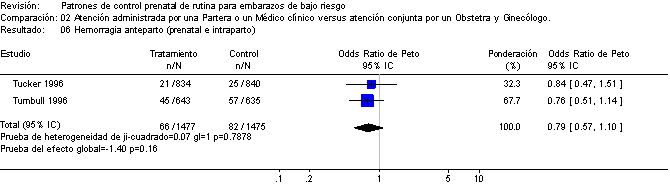 Revisión: Patrones de control prenatal de rutina para embarazos de bajo riesgo
Comparación: 02 Atención administrada por una Partera o un Médico clínico versus atención conjunta por un Obstetra y Ginecólogo.
Resultado: 06 Hemorragia anteparto (prenatal e intraparto)
Estudio Tratamiento Control Odds Ratio de Peto Ponderación Odds Ratio de Peto
n/N n/N 95% IC (%) 95% IC
Tucker 1996 21/834 25/840 32.3 0.84 [0.47, 1.51]
Turnbull 1996 45/643 57/635 67.7 0.76 [0.51, 1.14]
Total (95% IC) 66/1477 82/1475 100.0 0.79 [0.57, 1.10]
Prueba de heterogeneidad de ji-cuadrado=0.07 gl=1 p=0.7878
Prueba del efecto global=-1.40 p=0.16
.1 .2 1 5 10